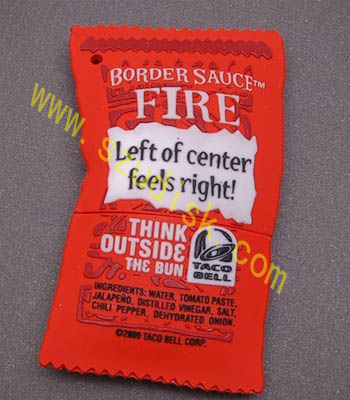 BORDER SAUCE™
FIRE
Left of center
feels right!
THINK
OUTSIDE
THE BUN
TACO
BELL
INGREDIENTS: WATER, TOMATO PASTE,
JALAPEÑO, DISTILLED VINEGAR, SALT,
CHILI PEPPER, DEHYDRATED ONION.
©2009 TACO BELL CORP.